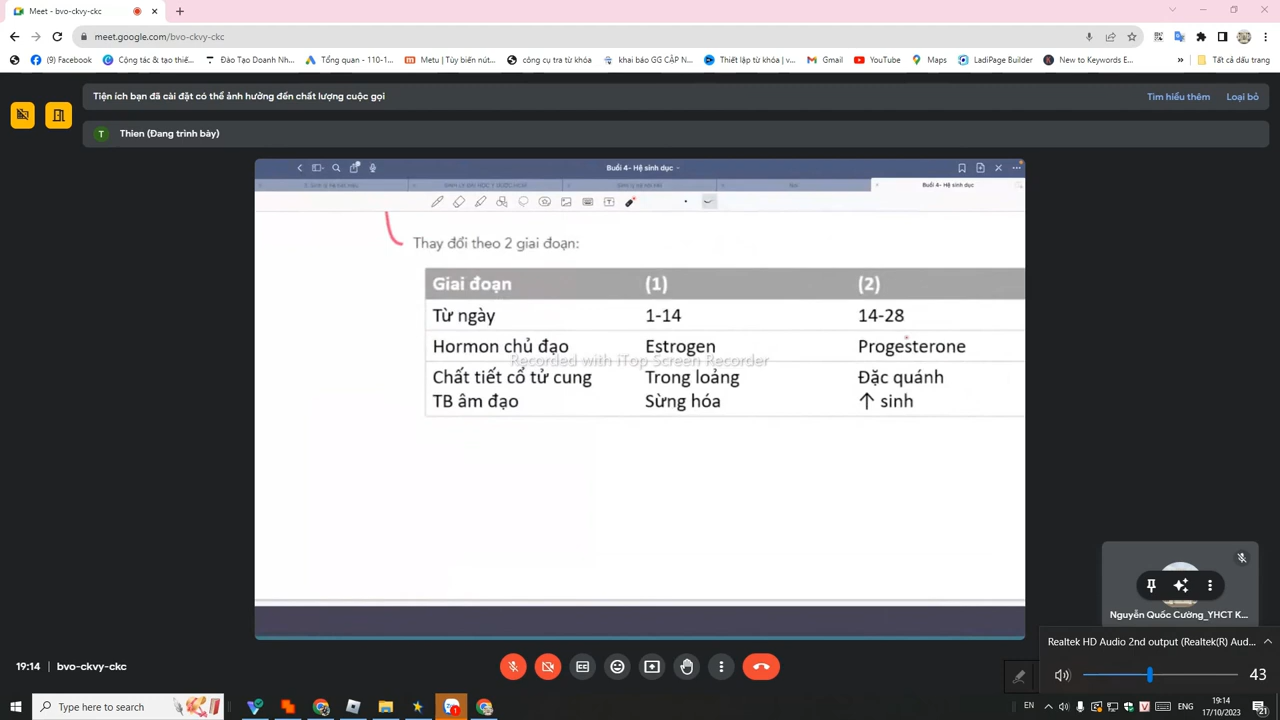 Meet - bvo-ckvy-ckc
meet.google.com/bvo-ckvy-ckc
(9) Facebook
Công tác & tạo thiế...
Đào Tạo Doanh Nh...
Tổng quan - 110-1...
Metu | Tùy biến nút...
công cụ tra từ khóa
khai báo GG CẬP N...
Thiết lập từ khóa | v...
Gmail
YouTube
Maps
LadiPage Builder
New to Keywords E...
»
Tất cả dấu trang
Tiện ích bạn đã cài đặt có thể ảnh hưởng đến chất lượng cuộc gọi
Tìm hiểu thêm
Loại bỏ
T
Thien (Đang trình bày)
Buổi 4- Hệ sinh dục
Buổi 4- Hệ sinh dục
Thay đổi theo 2 giai đoạn:
Giai đoạn (1) (2)
Từ ngày 1-14 14-28
Hormon chủ đạo Estrogen Progesterone
Recorded with iTop Screen Recorder
Chất tiết cổ tử cung Trong loảng Đặc quánh
TB âm đạo Sừng hóa ↑ sinh
Nguyễn Quốc Cường_YHCT K...
Realtek HD Audio 2nd output (Realtek(R) Aud...
43
19:14
bvo-ckvy-ckc
Type here to search
EN
ENG
19:14
17/10/2023